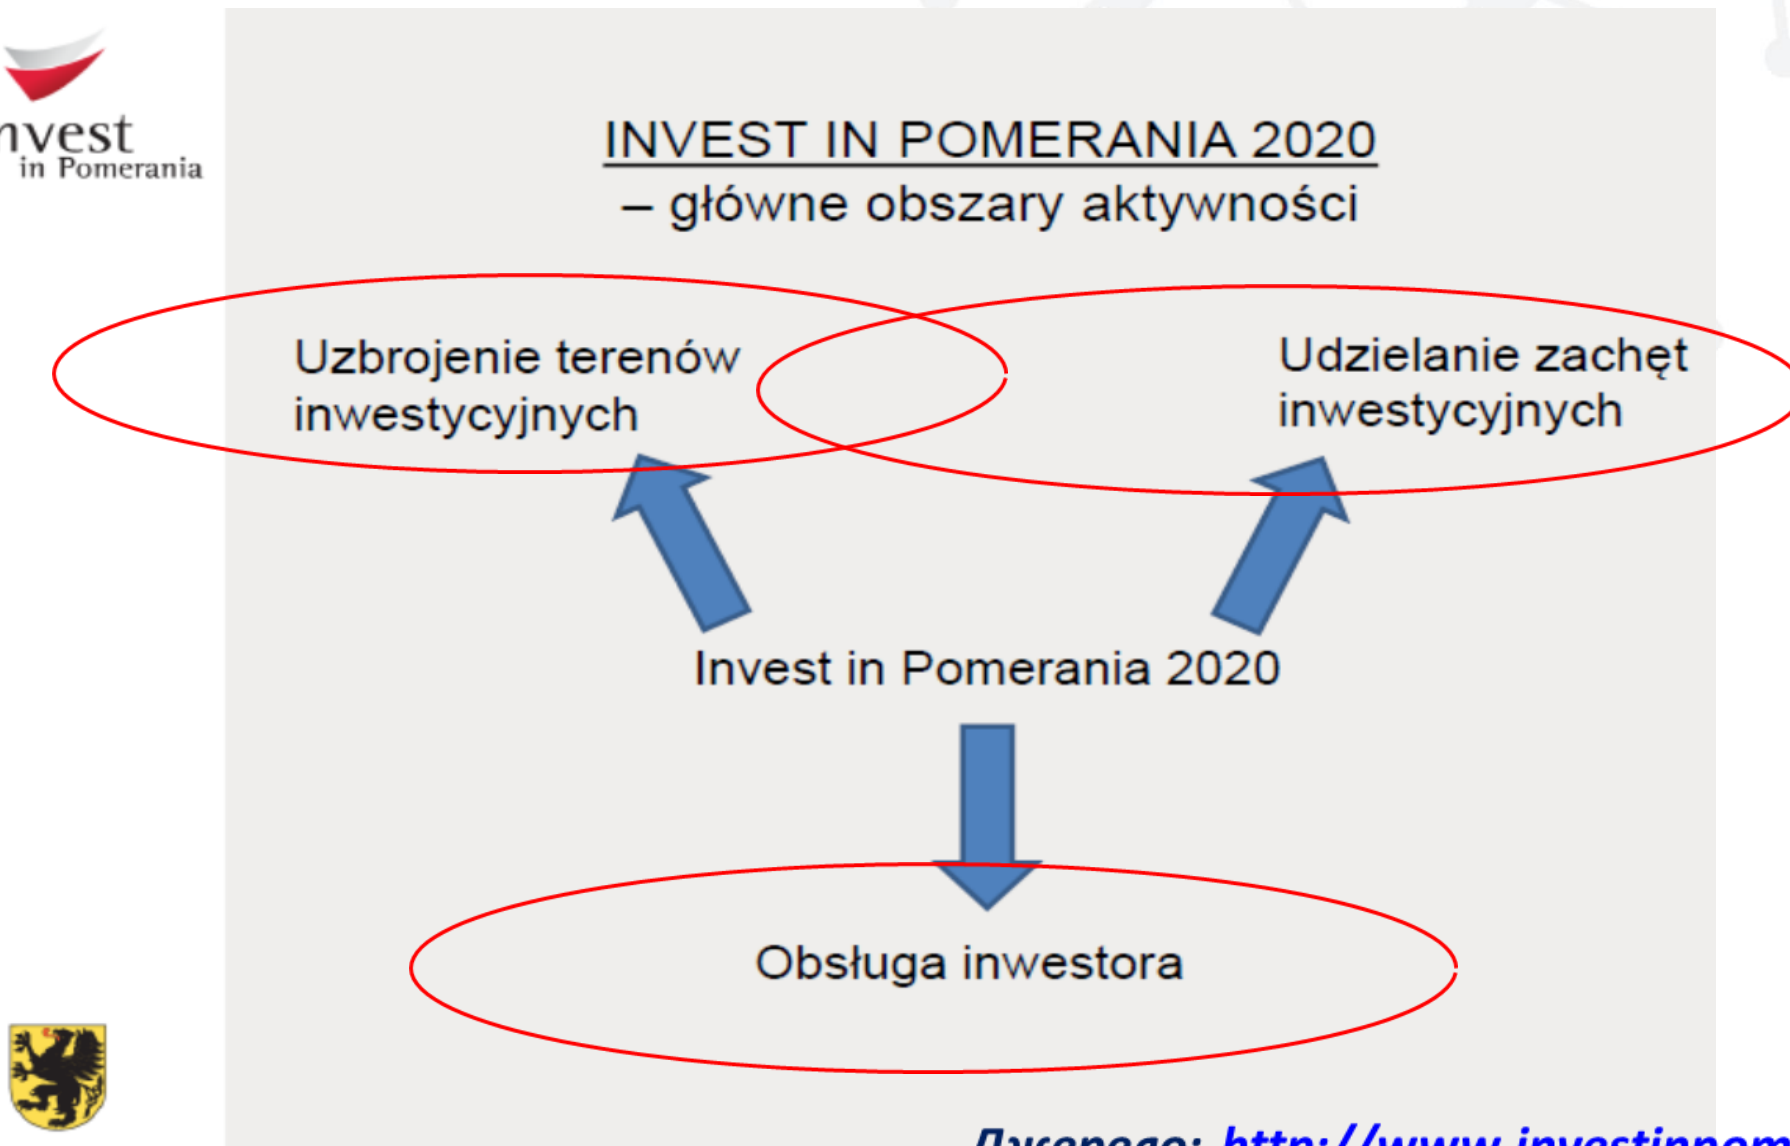 in Pomerania
INVEST IN POMERANIA 2020
– główne obszary aktywności
Uzbrojenie terenów
inwestycyjnych
Udzielanie zachęt
inwestycyjnych
Invest in Pomerania 2020
Obsługa inwestora